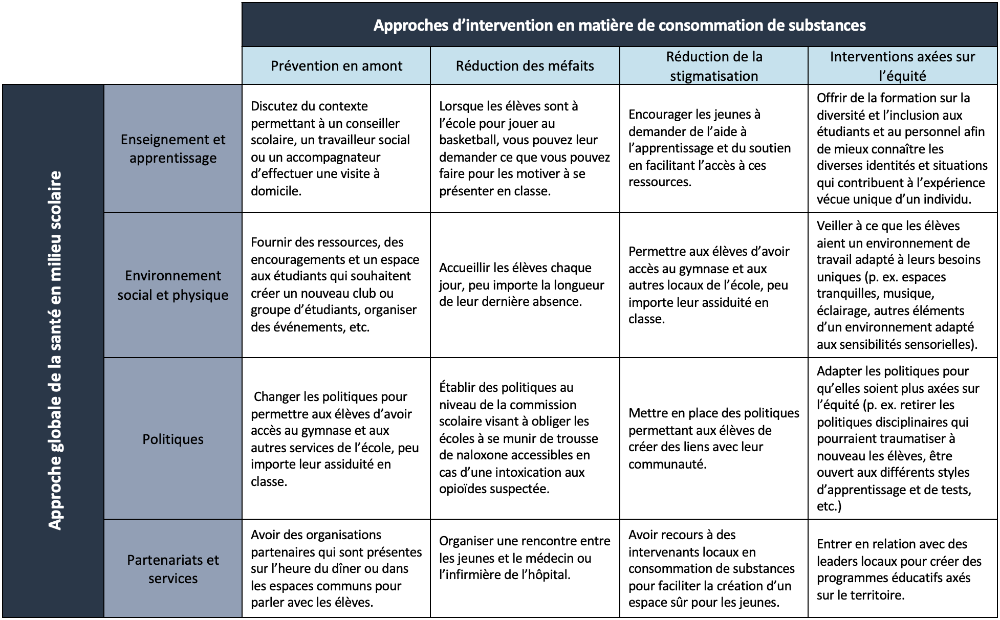 Approches d’intervention en matière de consommation de substances
Prévention en amont
Réduction des méfaits
Réduction de la
stigmatisation
Interventions axées sur
l’équité
Approche globale de la santé en milieu scolaire
Enseignement et
apprentissage
Discutez du contexte
permettant à un conseiller
scolaire, un travailleur social
ou un accompagnateur
d’effectuer une visite à
domicile.
Lorsque les élèves sont à
l’école pour jouer au
basketball, vous pouvez leur
demander ce que vous pouvez
faire pour les motiver à se
présenter en classe.
Encourager les jeunes à
demander de l’aide à
l’apprentissage et du soutien
en facilitant l’accès à ces
ressources.
Offrir de la formation sur la
diversité et l’inclusion aux
étudiants et au personnel afin
de mieux connaître les
diverses identités et situations
qui contribuent à l’expérience
vécue unique d’un individu.
Environnement
social et physique
Fournir des ressources, des
encouragements et un espace
aux étudiants qui souhaitent
créer un nouveau club ou
groupe d’étudiants, organiser
des événements, etc.
Accueillir les élèves chaque
jour, peu importe la longueur
de leur dernière absence.
Permettre aux élèves d’avoir
accès au gymnase et aux
autres locaux de l’école, peu
importe leur assiduité en
classe.
Veiller à ce que les élèves
aient un environnement de
travail adapté à leurs besoins
uniques (p. ex. espaces
tranquilles, musique,
éclairage, autres éléments
d’un environnement adapté
aux sensibilités sensorielles).
Politiques
Changer les politiques pour
permettre aux élèves d’avoir
accès au gymnase et aux
autres services de l’école, peu
importe leur assiduité en
classe.
Établir des politiques au
niveau de la commission
scolaire visant à obliger les
écoles à se munir de trousse
de naloxone accessibles en
cas d’une intoxication aux
opioïdes suspectée.
Mettre en place des politiques
permettant aux élèves de
créer des liens avec leur
communauté.
Adapter les politiques pour
qu’elles soient plus axées sur
l’équité (p. ex. retirer les
politiques disciplinaires qui
pourraient traumatiser à
nouveau les élèves, être
ouvert aux différents styles
d’apprentissage et de tests,
etc.)
Partenariats et
services
Avoir des organisations
partenaires qui sont présentes
sur l’heure du dîner ou dans
les espaces communs pour
parler avec les élèves.
Organiser une rencontre entre
les jeunes et le médecin ou
l’infirmière de l’hôpital.
Avoir recours à des
intervenants locaux en
consommation de substances
pour faciliter la création d’un
espace sûr pour les jeunes.
Entrer en relation avec des
leaders locaux pour créer des
programmes éducatifs axés
sur le territoire.